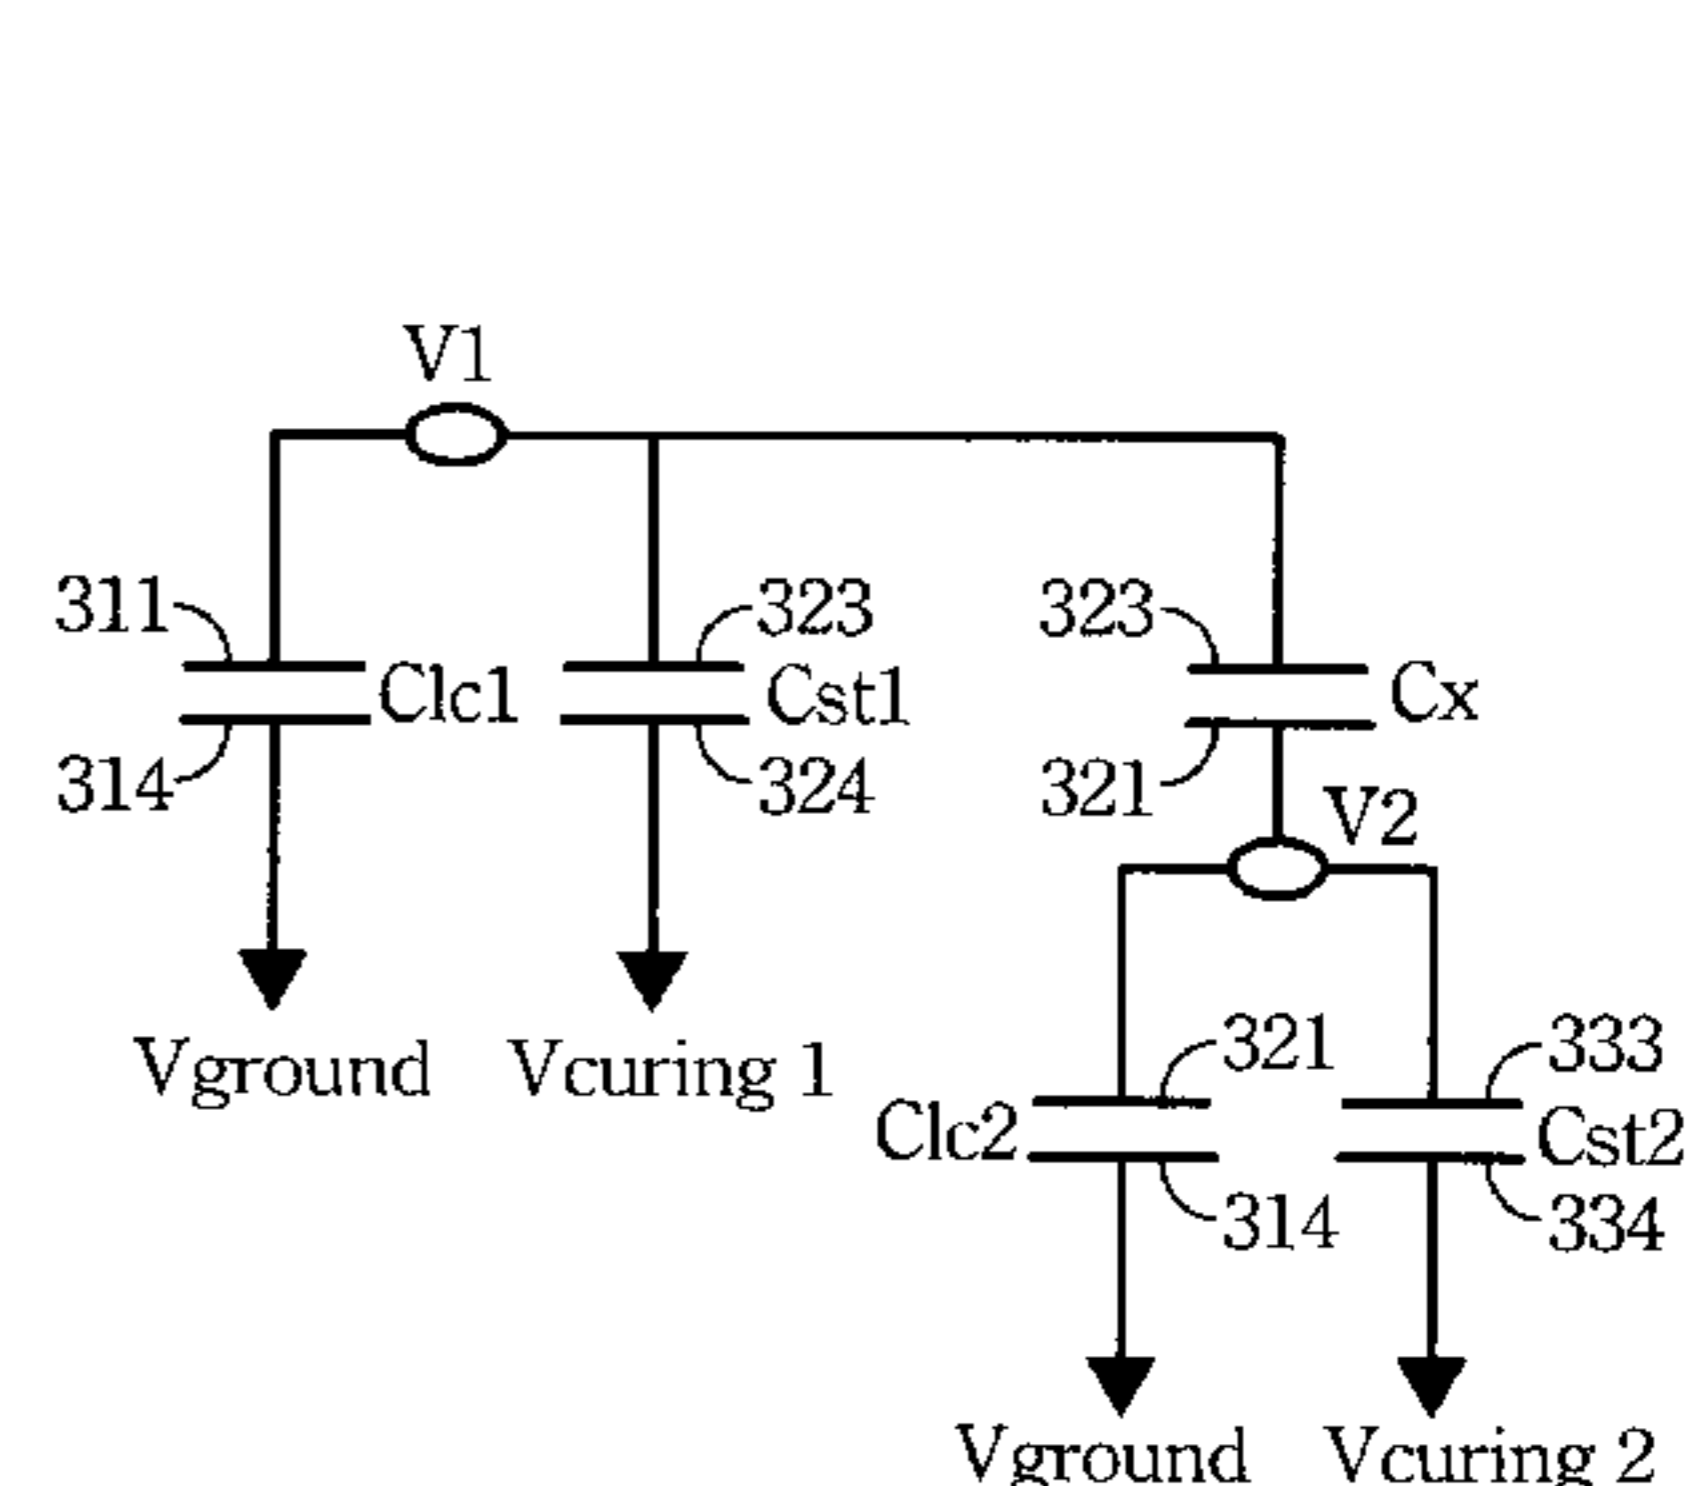 V1
311
323
323
Clc1
Cst1
Cx
314
324
321
V2
Vground
Vcuring 1
321
333
Clc2
Cst2
314
334
Vground
Vcuring 2